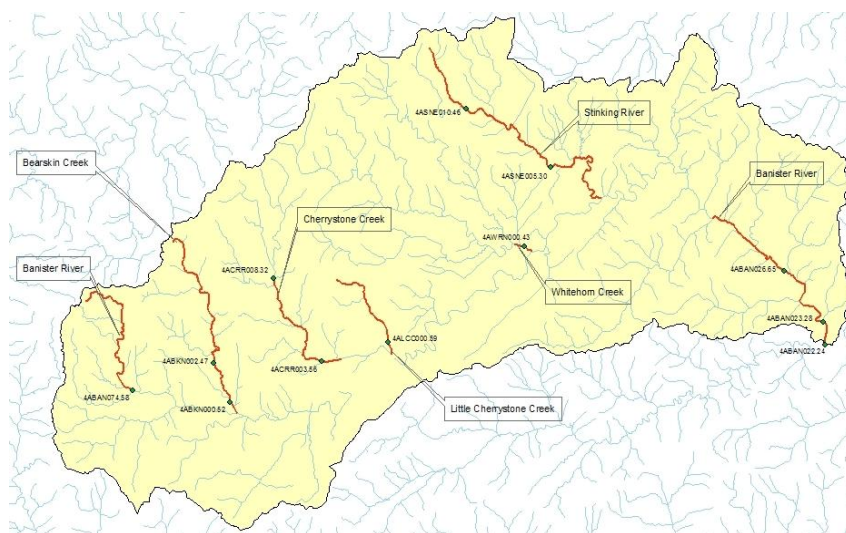 4ASNE010.46
Stinking River
Bearskin Creek
4ASNE005.30
Banister River
Cherrystone Creek
4AWRN000.43
Banister River
4ACRR008.32
4ABAN026.65
Whitehorn Creek
4ABAN023.28
4ALCC000.89
4ABAN022.24
4ABKN002.47
4ACRR003.56
4ABAN074.58
4ABKN000.62
Little Cherrystone Creek